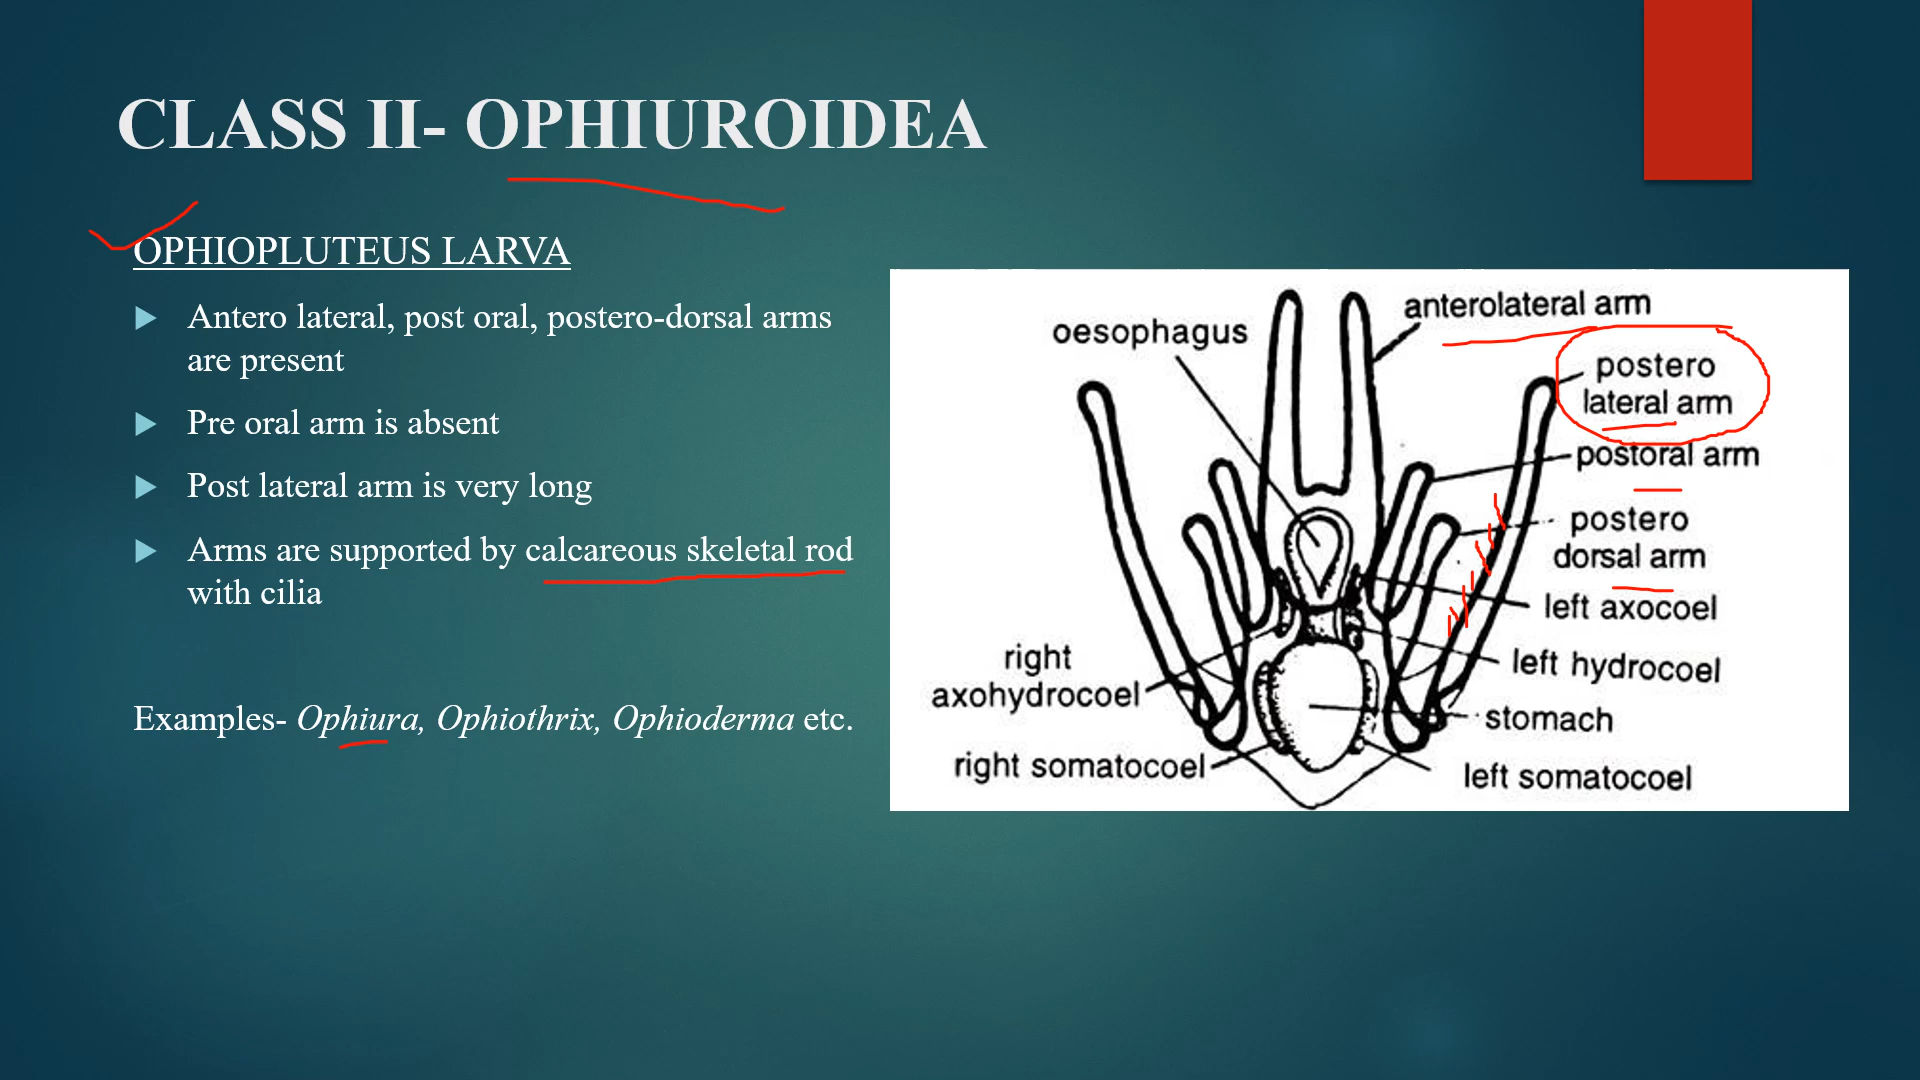 CLASS II- OPHIUROIDEA
OPHIOPLUTEUS LARVA
Antero lateral, post oral, postero-dorsal arms
are present
Pre oral arm is absent
Post lateral arm is very long
Arms are supported by calcareous skeletal rod
with cilia
Examples- Ophiura, Ophiothrix, Ophioderma etc.
oesophagus
anterolateral arm
postero
lateral arm
postoral arm
postero
dorsal arm
left axocoel
right
axohydrocoel
left hydrocoel
stomach
right somatocoel
left somatocoel